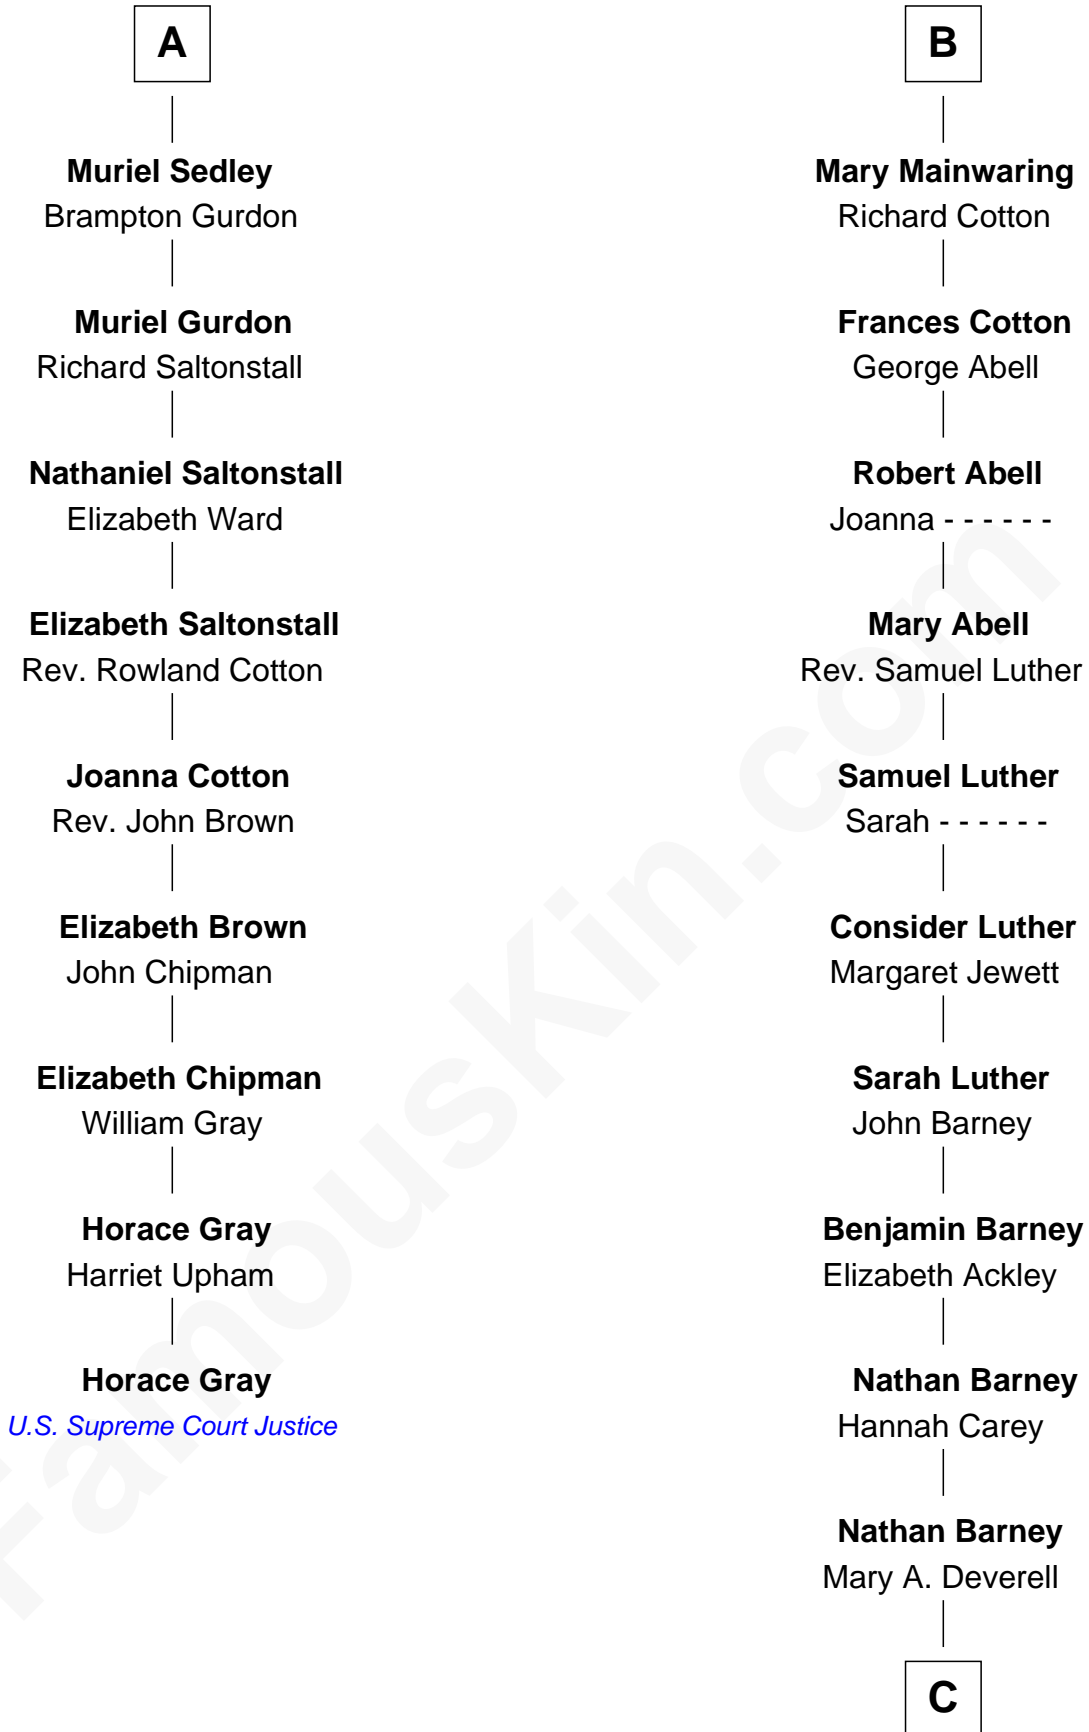 A
Muriel Sedley
Brampton Gurdon
Muriel Gurdon
Richard Saltonstall
Nathaniel Saltonstall
Elizabeth Ward
Elizabeth Saltonstall
Rev. Rowland Cotton
Joanna Cotton
Rev. John Brown
Elizabeth Brown
John Chipman
Elizabeth Chipman
William Gray
Horace Gray
Harriet Upham
Horace Gray
U.S. Supreme Court Justice
B
Mary Mainwaring
Richard Cotton
Frances Cotton
George Abell
Robert Abell
Joanna - - - - - -
Mary Abell
Rev. Samuel Luther
Samuel Luther
Sarah - - - - - -
Consider Luther
Margaret Jewett
Sarah Luther
John Barney
Benjamin Barney
Elizabeth Ackley
Nathan Barney
Hannah Carey
Nathan Barney
Mary A. Deverell
C
FamousKin.com